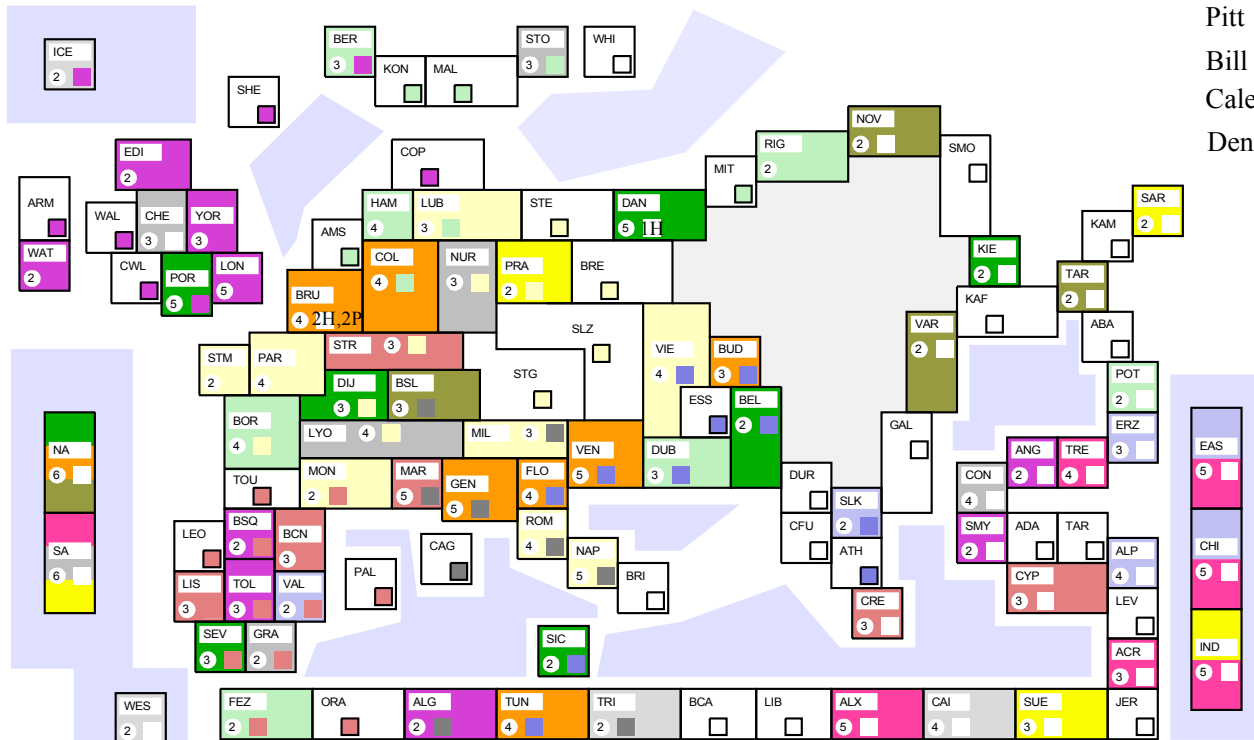 Pitt
Bill
Cale
Den
ICE 2
BER 3
KON
MAL
STO 3
WHI
SHE
EDI 2
COP
MIT
RIG 2
NOV 2
SMO
ARM
WAL
CHE 3
YOR 3
HAM 4
LUB 3
STE
DAN 5 1H
KAM
SAR 2
WAT 2
CWL
POR 5
LON 5
AMS
COL 4
NUR 3
PRA 2
BRE
KIE 2
TAR 2
BRU 4 2H,2P
SLZ
KAF
ABA
STM 2
PAR 4
STR 3
STG
VIE 4
BUD 3
VAR 2
POT 2
DIJ 3
BSL 3
ESS
BEL 2
BOR 4
LYO 4
MIL 3
VEN 5
DUB 3
GAL
ERZ 3
NA 6
EAS 5
ANG 2
TRE 4
TOU
MON 2
MAR 5
GEN 5
FLO 4
DUR
SLK 2
CON 4
LEO
BSQ 2
BCN 3
ROM 4
CFU
SMY 2
ADA
TAR
SA 6
CAG
NAP 5
ATH
ALP 4
CHI 5
LIS 3
TOL 3
VAL 2
PAL
BRI
CRE 3
CYP 3
LEV
SEV 3
GRA 2
SIC 2
ACR 3
IND 5
WES 2
FEZ 2
ORA
ALG 2
TUN 4
TRI 2
BCA
LIB
ALX 5
CAI 4
SUE 3
JER